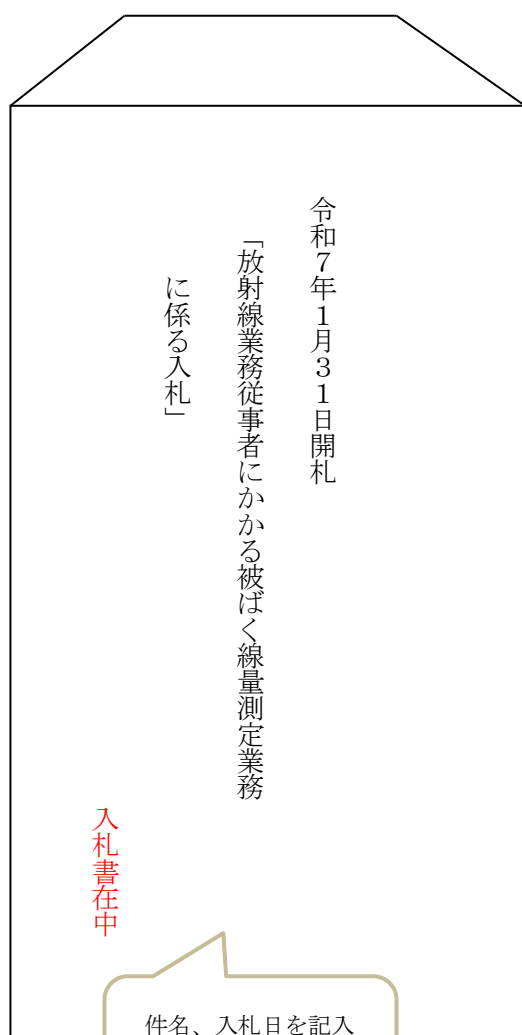 令和７年１月３１日開札
「放射線業務従事者にかかる被ばく線量測定業務
に係る入札」
入札書在中
件名、入札日を記入